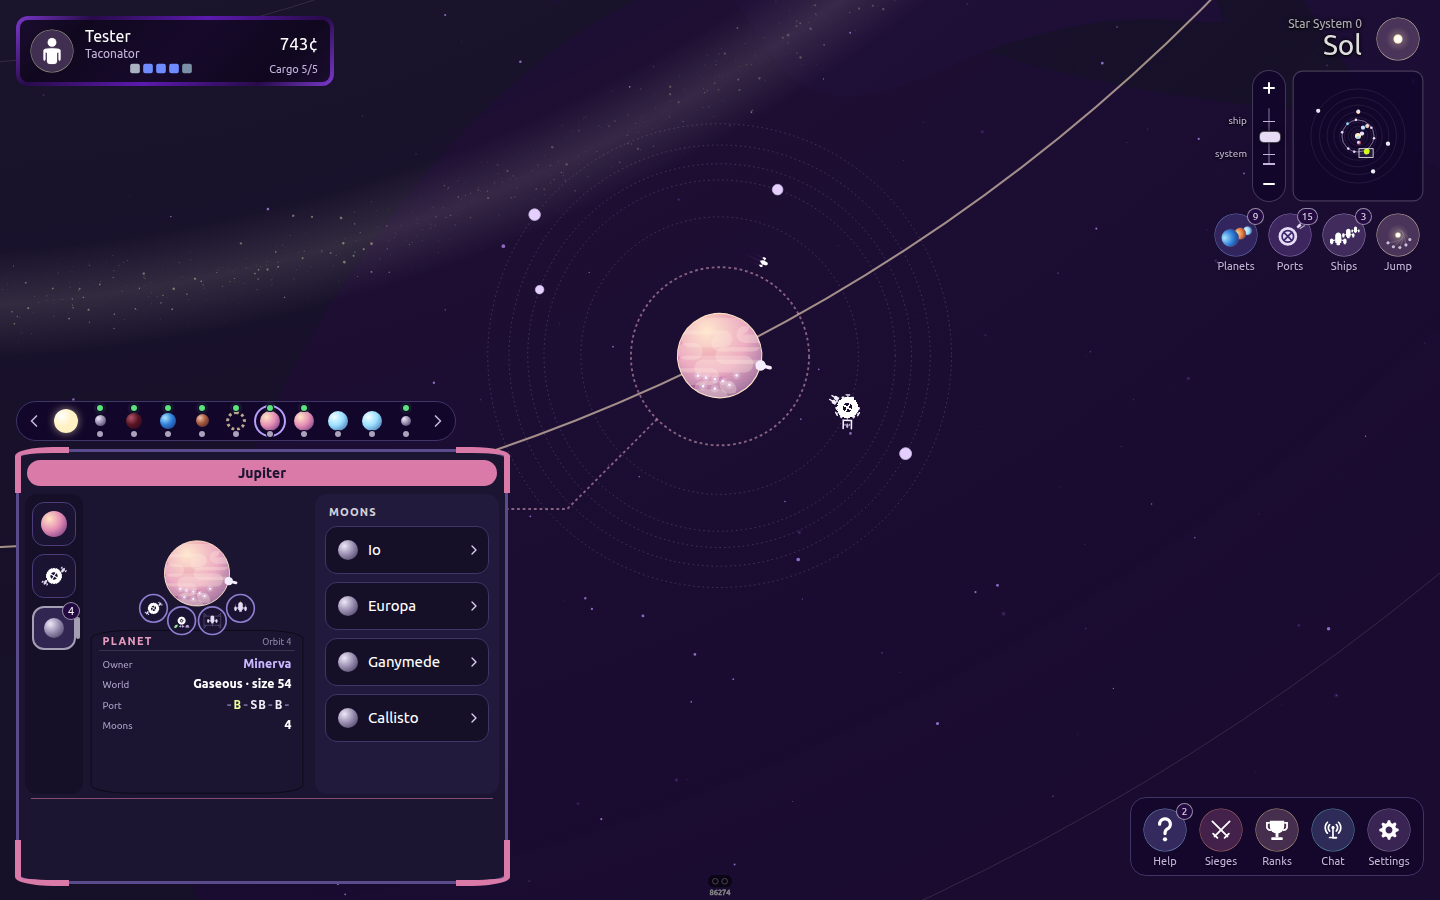 Tester
Taconator
743¢
Cargo 5/5
Star System 0
Sol
ship
system
9
15
3
Planets
Ports
Ships
Jump
Jupiter
4
PLANET
Orbit 4
Owner
Minerva
World
Gaseous · size 54
Port
-B-SB-B-
Moons
4
MOONS
Io
Europa
Ganymede
Callisto
2
Help
Sieges
Ranks
Chat
Settings
86274